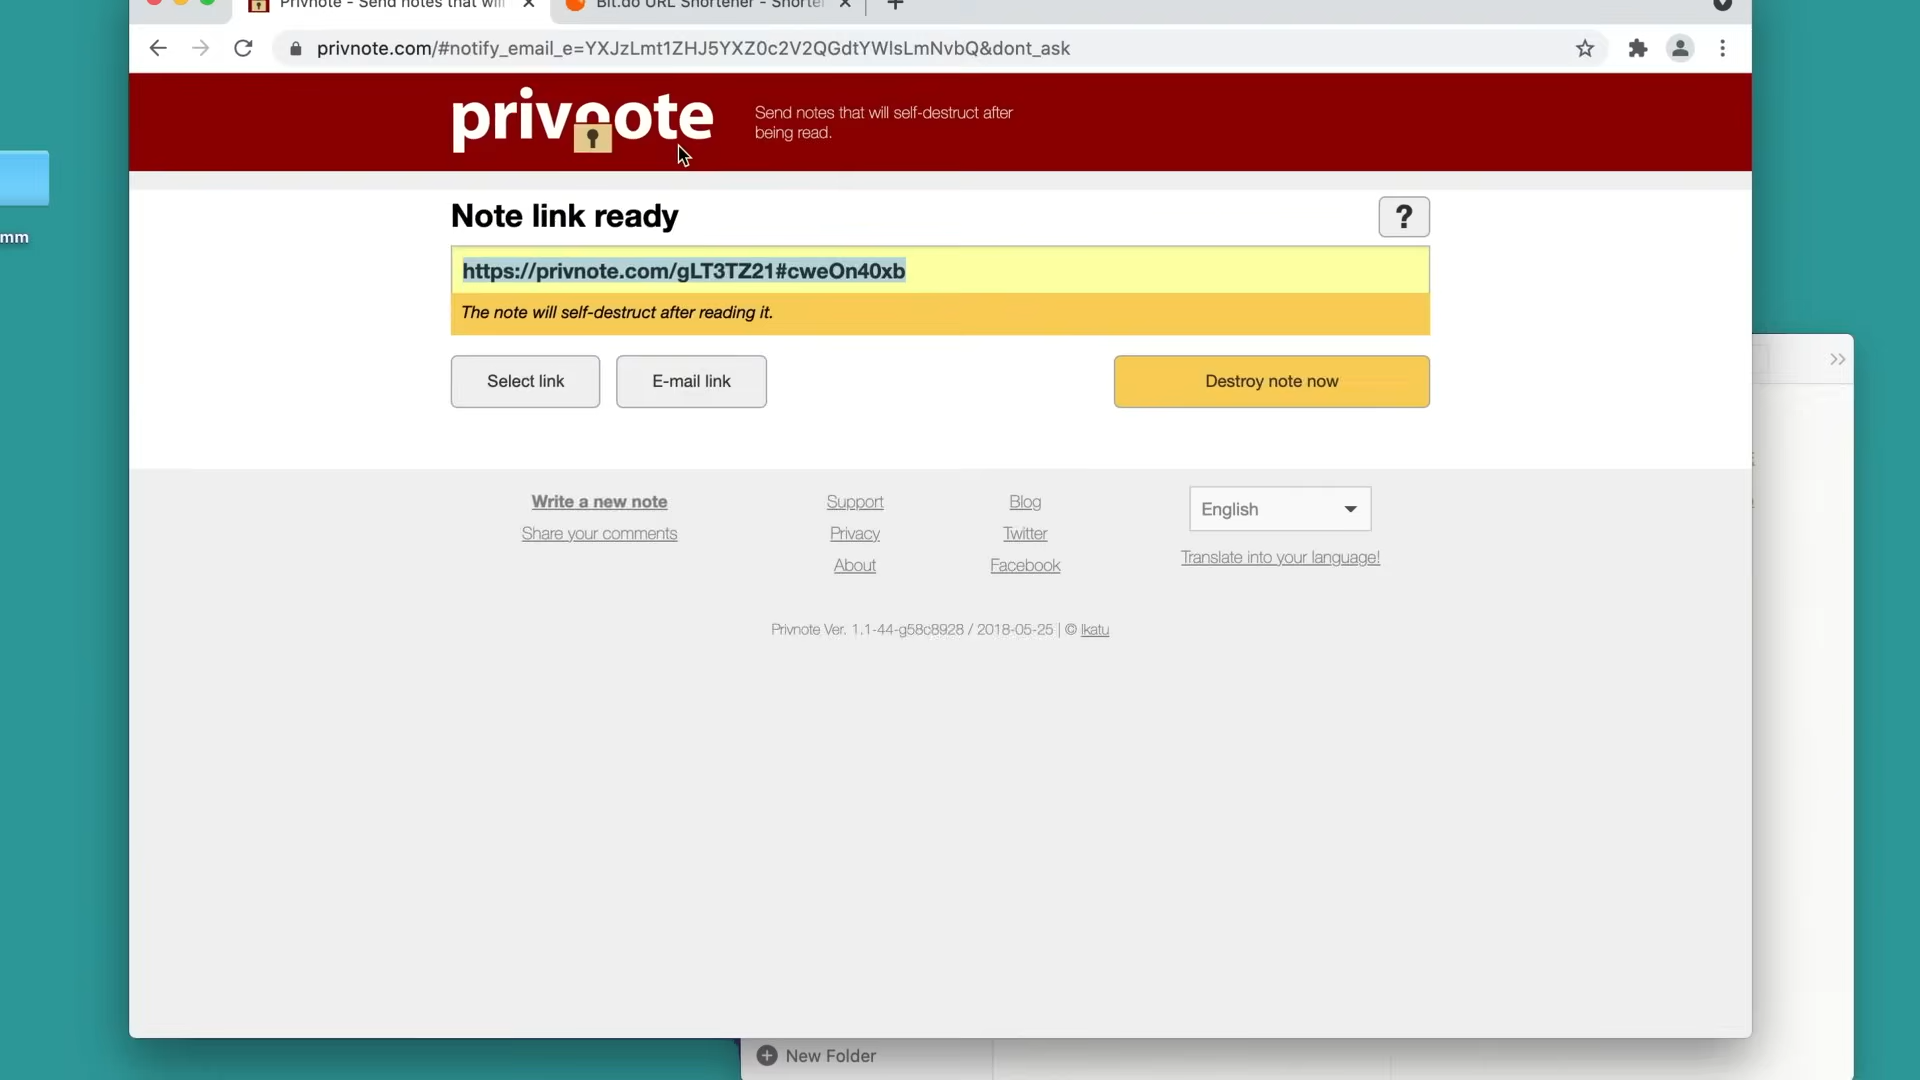 Privnote - Send notes that will
Bit.do URL Shortener - Shorten
privnote.com/#notify_email_e=YXJzLmt1ZHJ5YXZ0c2V2QGdtYWlsLmNvbQ&dont_ask
privnote
Send notes that will self-destruct after
being read.
mm
Note link ready
?
https://privnote.com/gLT3TZ21#cweOn40xb
The note will self-destruct after reading it.
Select link
E-mail link
Destroy note now
Write a new note
Support
Blog
English
Share your comments
Privacy
Twitter
Translate into your language!
About
Facebook
Privnote Ver. 1.1-44-g58c8928 / 2018-05-25 | © Ikatu
New Folder